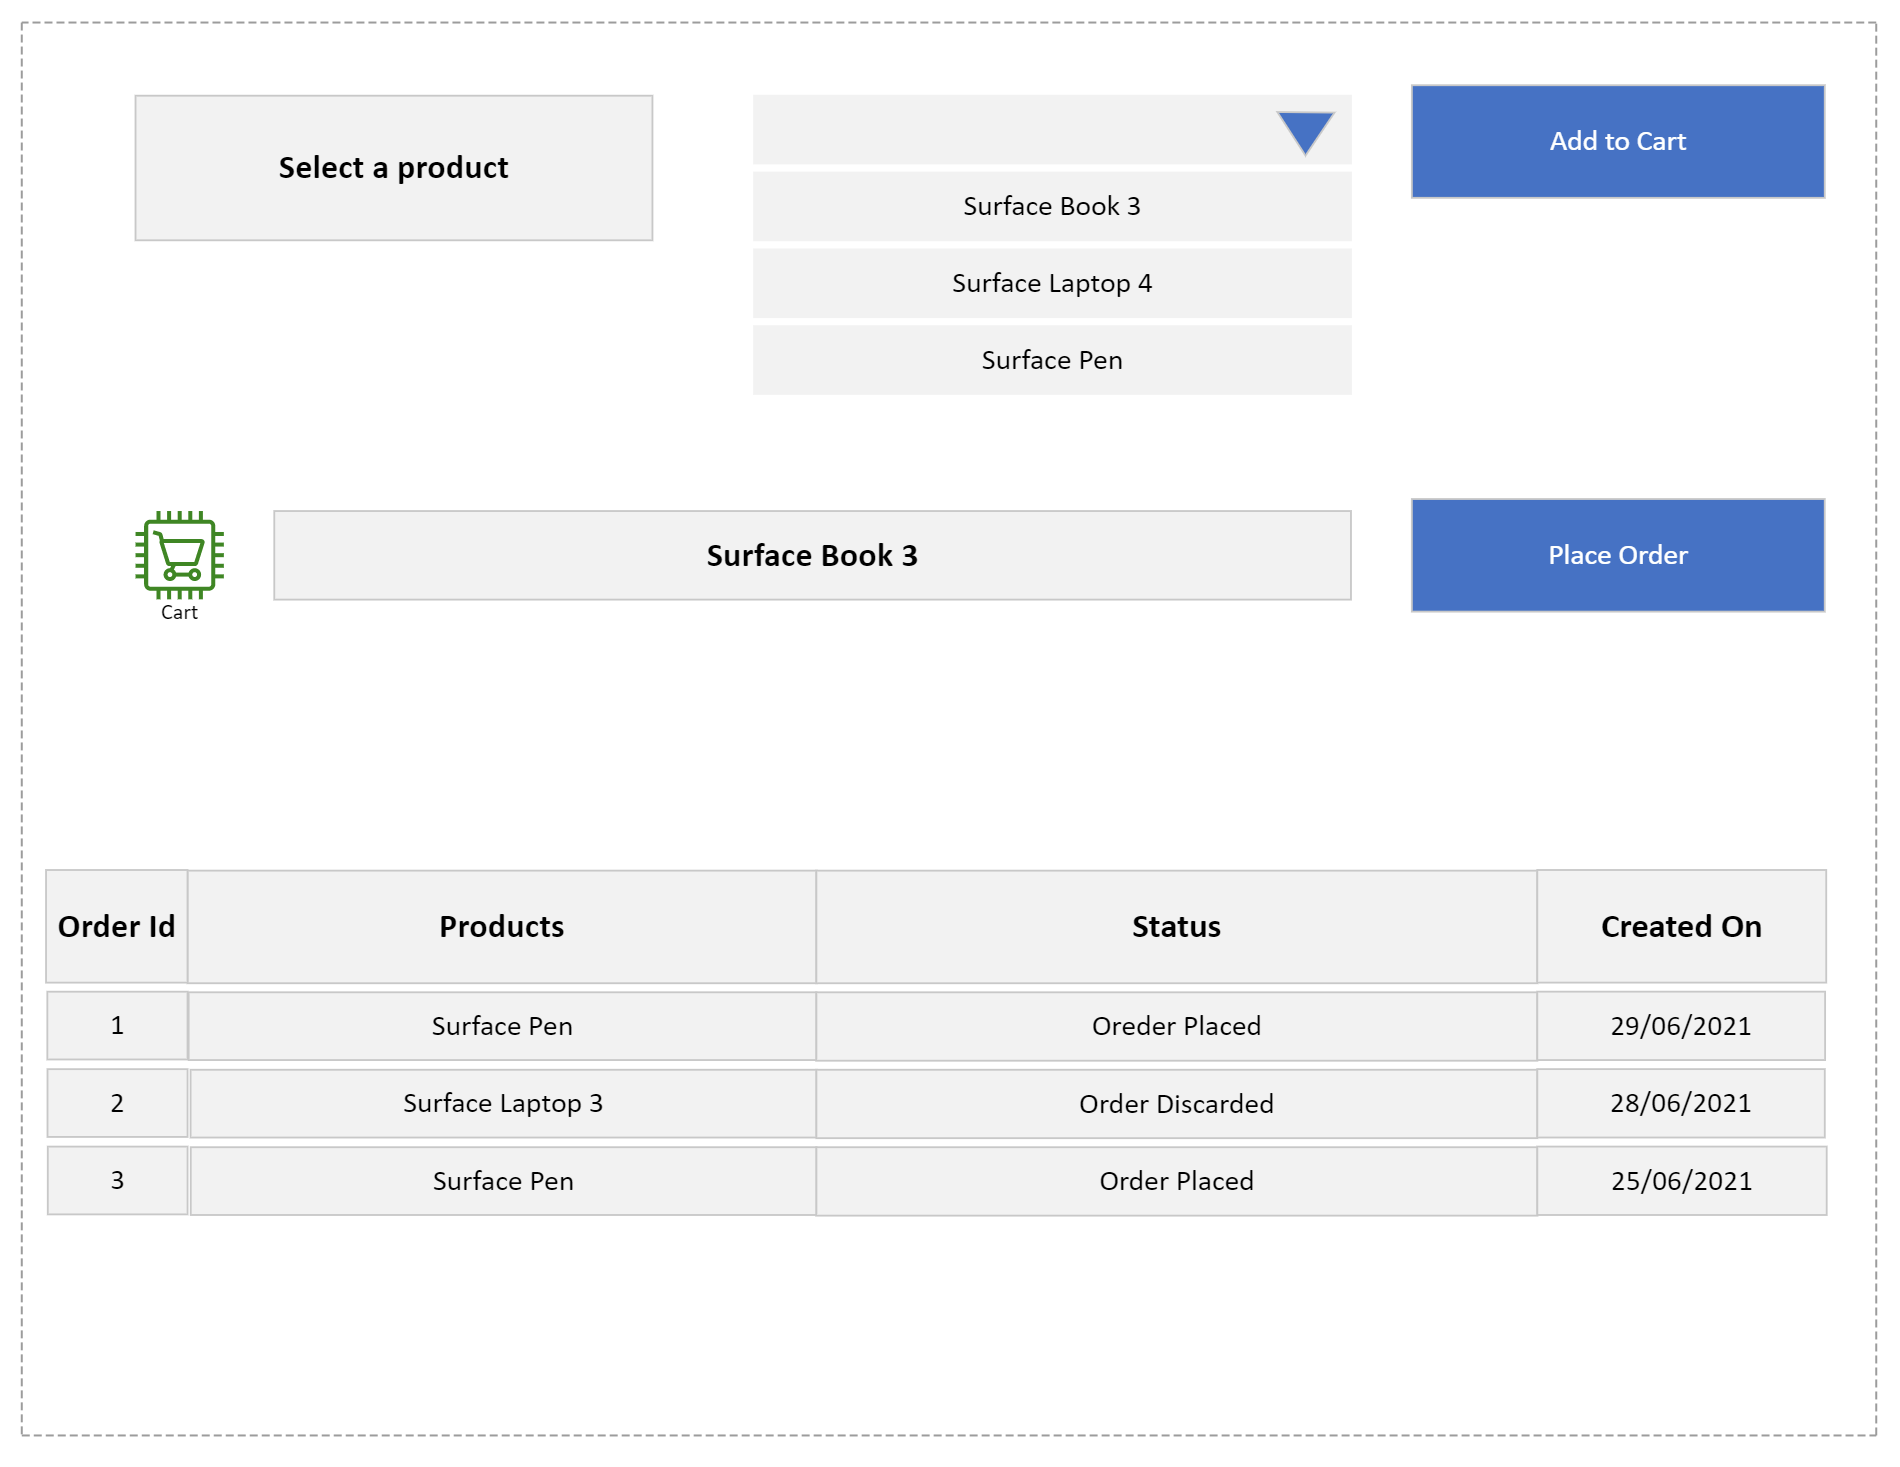 Select a product
Add to Cart
Surface Book 3
Surface Laptop 4
Surface Pen
Cart
Surface Book 3
Place Order
Order Id Products Status Created On
1 Surface Pen Oreder Placed 29/06/2021
2 Surface Laptop 3 Order Discarded 28/06/2021
3 Surface Pen Order Placed 25/06/2021